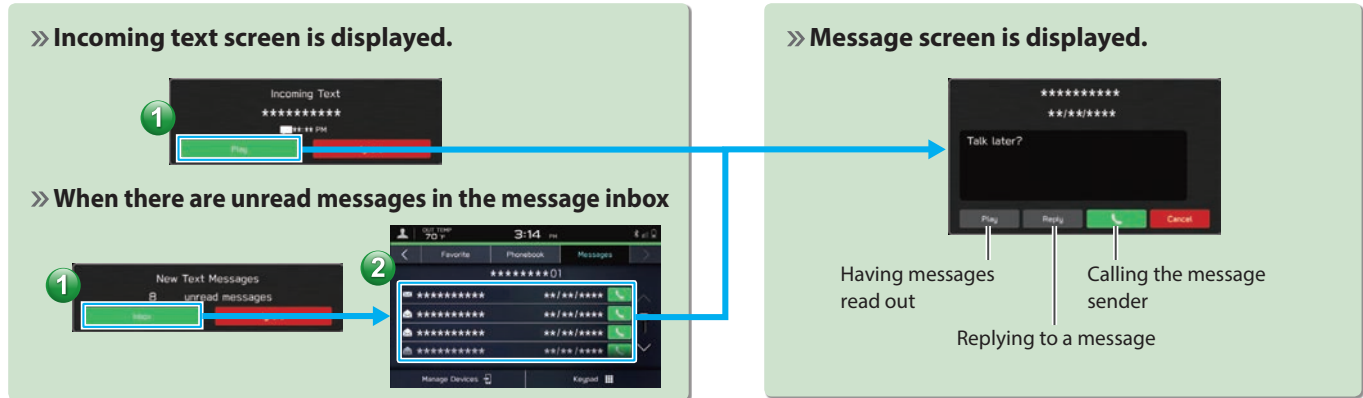 » Incoming text screen is displayed.
Incoming Text
**********
**:** PM
1
Play
» When there are unread messages in the message inbox
1
New Text Messages
8 unread messages
Inbox
2
OUT TEMP
70 °F
3:14 PM
Favorite
Phonebook
Messages
********01
********** **/**/****
********** **/**/****
********** **/**/****
********** **/**/****
Manage Devices
Keypad
» Message screen is displayed.
**********
**/**/****
Talk later?
Play
Reply
Cancel
Having messages
read out
Calling the message
sender
Replying to a message